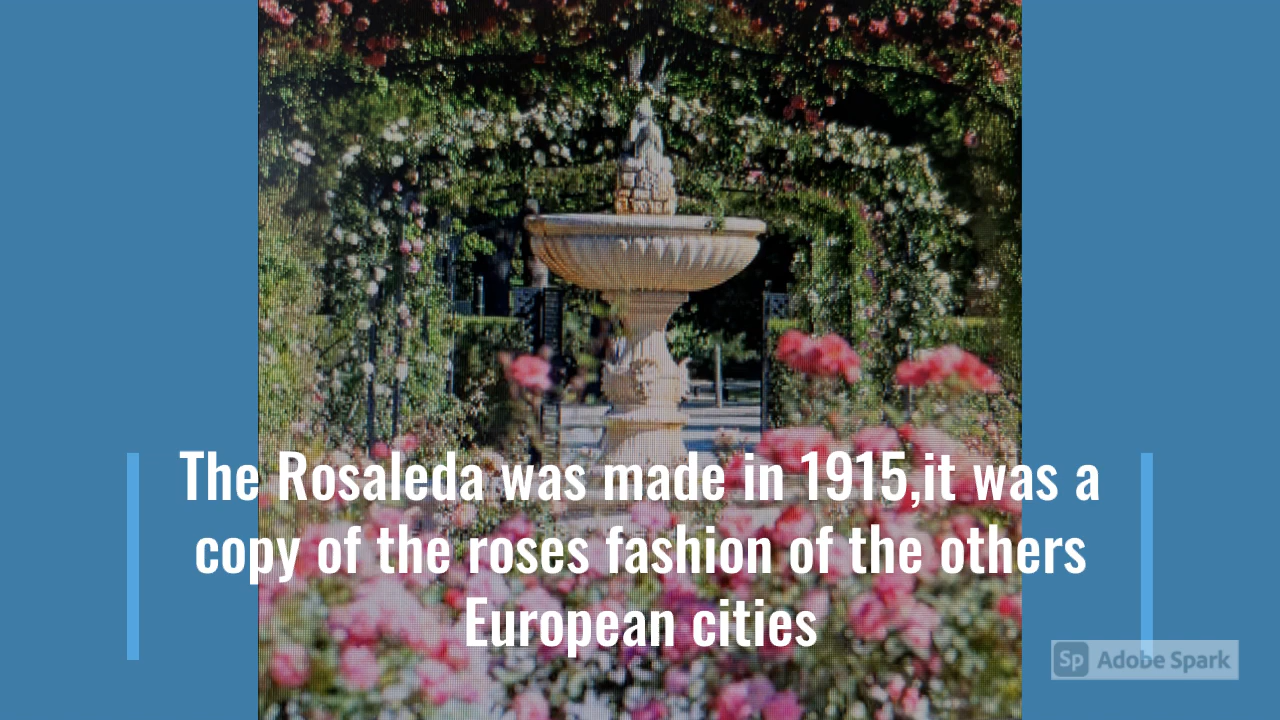 The Rosaleda was made in 1915,it was a
copy of the roses fashion of the others
European cities
Sp Adobe Spark